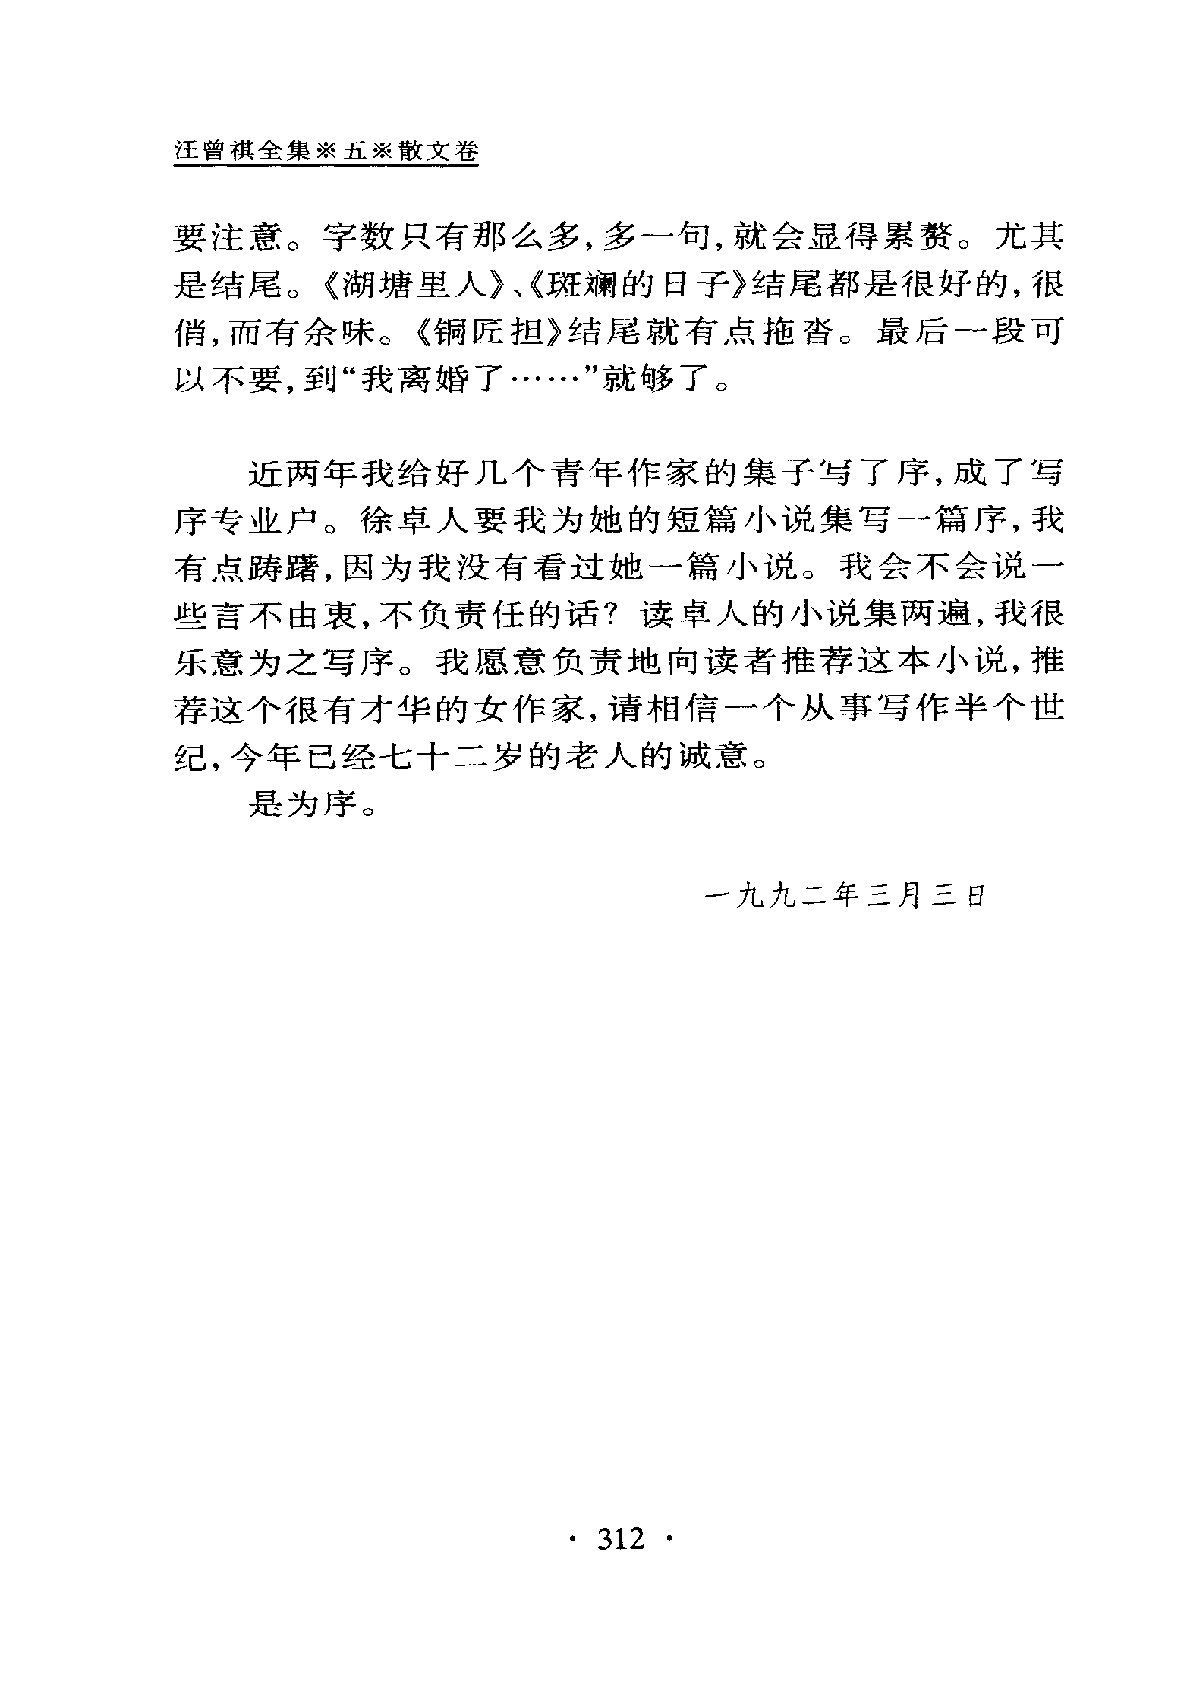 汪曾祺全集※五※散文卷
要注意。字数只有那么多,多一句,就会显得累赘。尤其
是结尾。《湖塘里人》、《斑斓的日子》结尾都是很好的,很
俏,而有余味。《铜匠担》结尾就有点拖沓。最后一段可
以不要,到“我离婚了……”就够了。
近两年我给好几个青年作家的集子写了序,成了写
序专业户。徐卓人要我为她的短篇小说集写一篇序,我
有点踌躇,因为我没有看过她一篇小说。我会不会说一
些言不由衷,不负责任的话?读卓人的小说集两遍,我很
乐意为之写序。我愿意负责地向读者推荐这本小说,推
荐这个很有才华的女作家,请相信一个从事写作半个世
纪,今年已经七十二岁的老人的诚意。
是为序。
一九九二年三月三日
· 312 ·